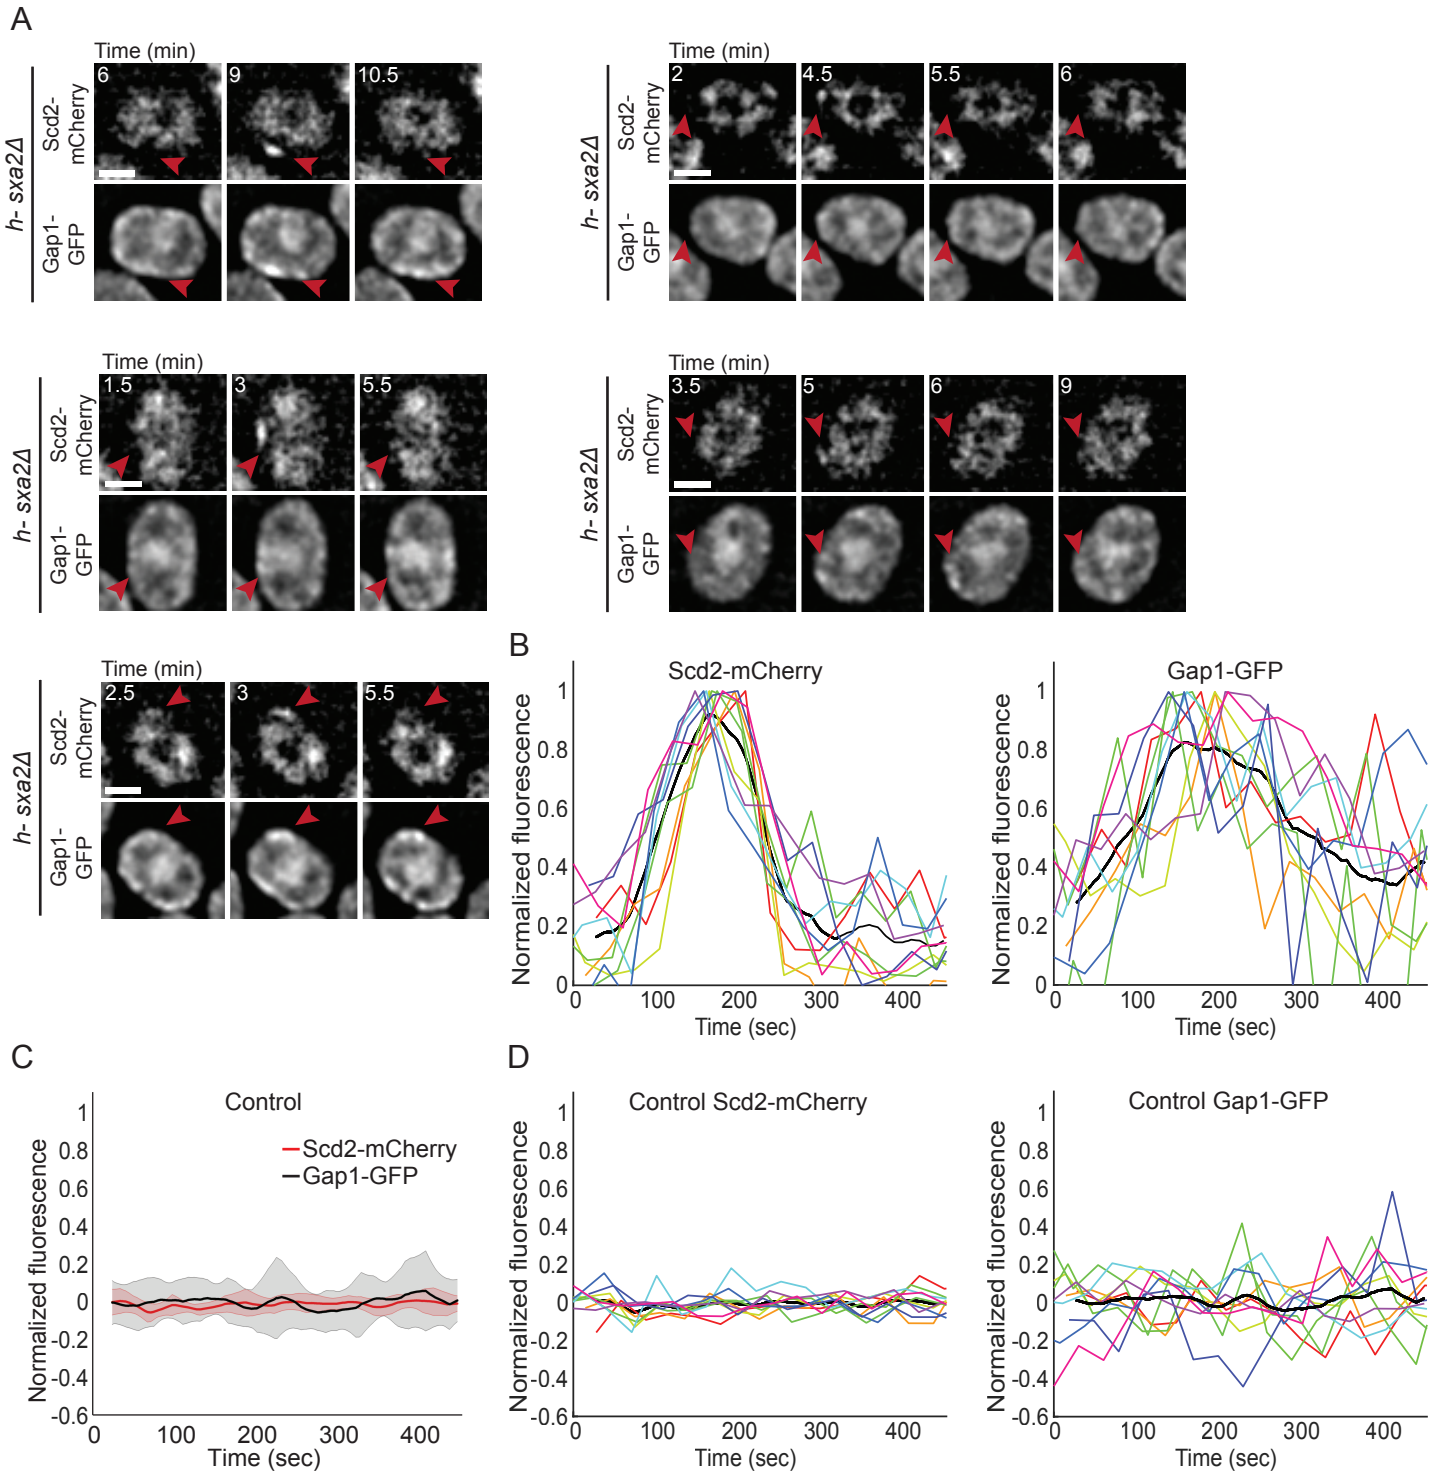 A
Time (min)
6
9
10.5
h- sxa2Δ
Scd2-
mCherry
Gap1-
GFP
Time (min)
2
4.5
5.5
6
h- sxa2Δ
Scd2-
mCherry
Gap1-
GFP
Time (min)
1.5
3
5.5
h- sxa2Δ
Scd2-
mCherry
Gap1-
GFP
Time (min)
3.5
5
6
9
h- sxa2Δ
Scd2-
mCherry
Gap1-
GFP
Time (min)
2.5
3
5.5
h- sxa2Δ
Scd2-
mCherry
Gap1-
GFP
B
Scd2-mCherry
Normalized fluorescence
1
0.8
0.6
0.4
0.2
0
0 100 200 300 400
Time (sec)
Gap1-GFP
Normalized fluorescence
1
0.8
0.6
0.4
0.2
0
0 100 200 300 400
Time (sec)
C
Control
Scd2-mCherry
Gap1-GFP
Normalized fluorescence
1
0.8
0.6
0.4
0.2
0
-0.2
-0.4
-0.6
0 100 200 300 400
Time (sec)
D
Control Scd2-mCherry
Normalized fluorescence
1
0.8
0.6
0.4
0.2
0
-0.2
-0.4
-0.6
0 100 200 300 400
Time (sec)
Control Gap1-GFP
Normalized fluorescence
1
0.8
0.6
0.4
0.2
0
-0.2
-0.4
-0.6
0 100 200 300 400
Time (sec)